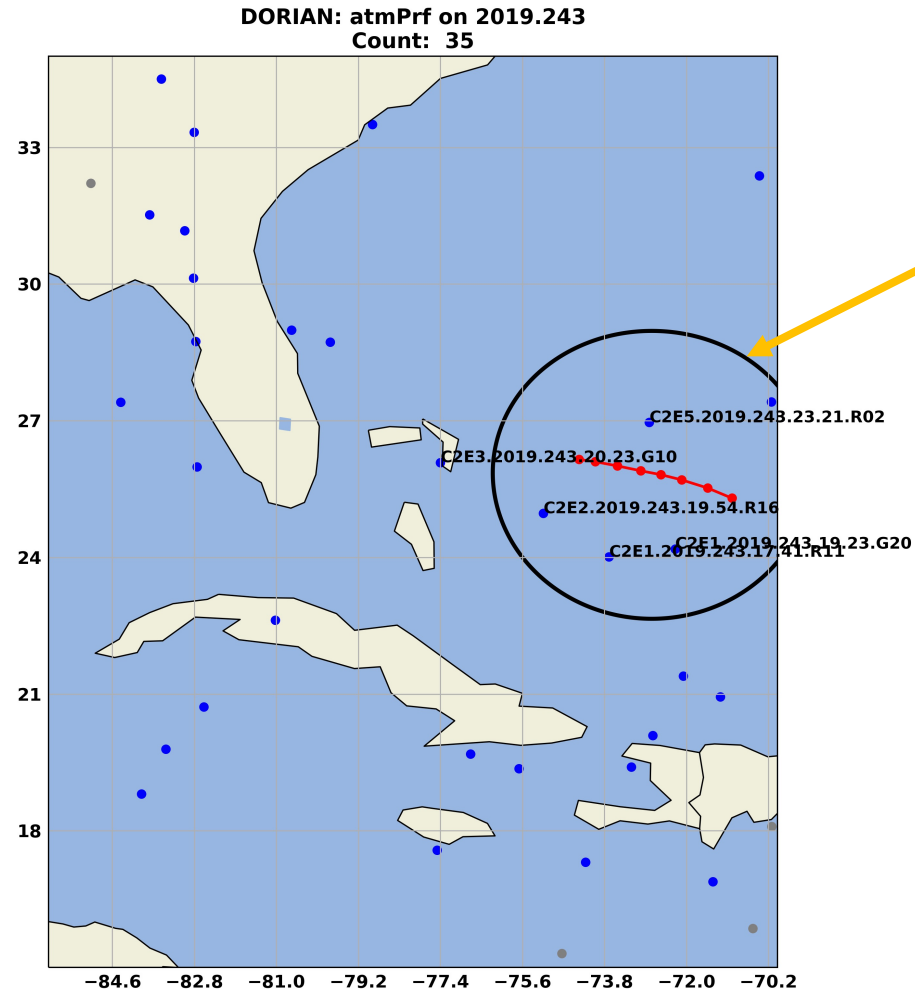 DORIAN: atmPrf on 2019.243
Count:  35
33
30
27
24
21
18
C2E5.2019.243.23.21.R02
C2E3.2019.243.20.23.G10
C2E2.2019.243.19.54.R16
C2E1.2019.243.19.23.G20
C2E1.2019.243.17.41.R11
−84.6 −82.8 −81.0 −79.2 −77.4 −75.6 −73.8 −72.0 −70.2